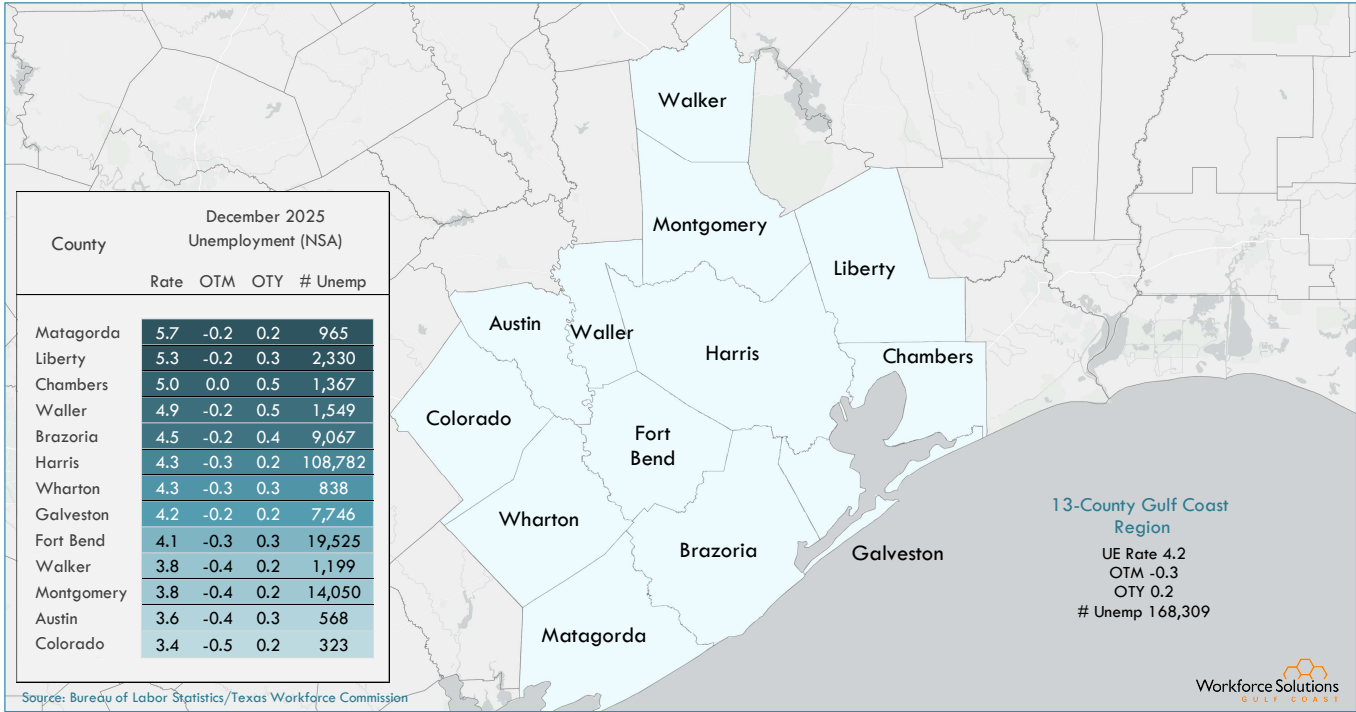 December 2025
Unemployment (NSA)
County
Rate OTM OTY # Unemp
Matagorda 5.7 -0.2 0.2 965
Liberty 5.3 -0.2 0.3 2,330
Chambers 5.0 0.0 0.5 1,367
Waller 4.9 -0.2 0.5 1,549
Brazoria 4.5 -0.2 0.4 9,067
Harris 4.3 -0.3 0.2 108,782
Wharton 4.3 -0.3 0.3 838
Galveston 4.2 -0.2 0.2 7,746
Fort Bend 4.1 -0.3 0.3 19,525
Walker 3.8 -0.4 0.2 1,199
Montgomery 3.8 -0.4 0.2 14,050
Austin 3.6 -0.4 0.3 568
Colorado 3.4 -0.5 0.2 323
Source: Bureau of Labor Statistics/Texas Workforce Commission
Walker
Montgomery
Liberty
Austin
Waller
Harris
Chambers
Colorado
Fort
Bend
Wharton
Brazoria
Galveston
Matagorda
13-County Gulf Coast
Region
UE Rate 4.2
OTM -0.3
OTY 0.2
# Unemp 168,309
Workforce Solutions
GULF COAST